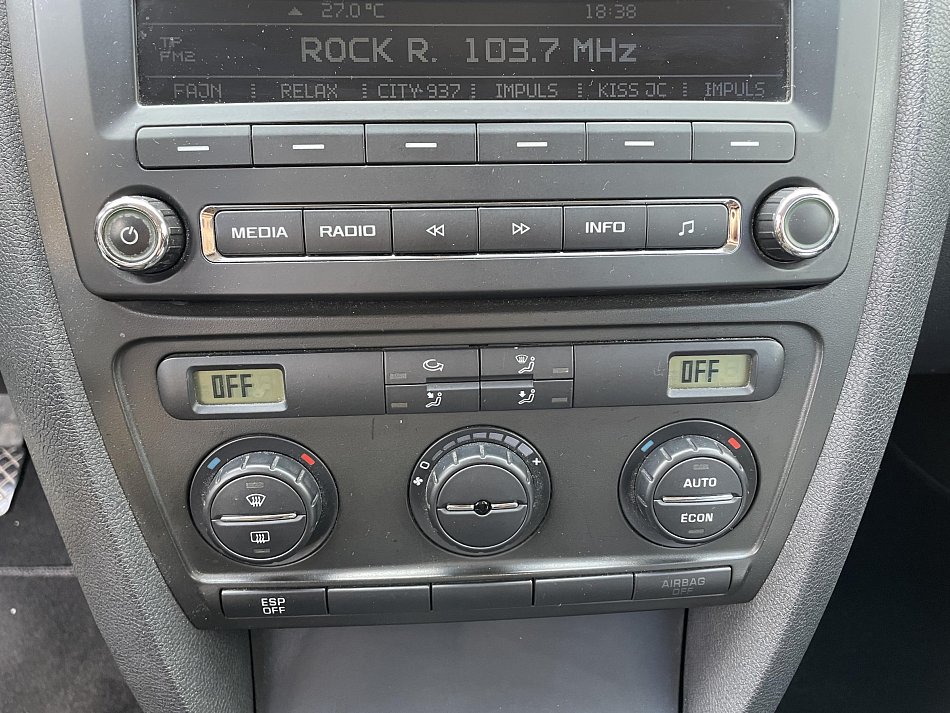 27.0°C 18:38
TP
FM2
ROCK R. 103.7 MHz
FAJN RELAX CITY 937 IMPULS KISS JC IMPULS
MEDIA RADIO INFO
OFF OFF
0 +
AUTO
ECON
ESP
OFF
AIRBAG
OFF